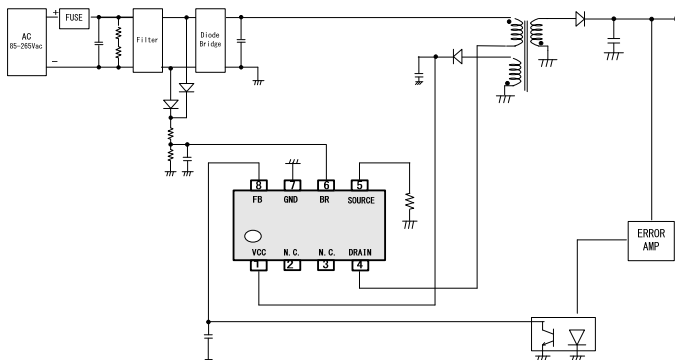 AC
85-265Vac
+
FUSE
−
Filter
Diode
Bridge
8
7
6
5
FB
GND
BR
SOURCE
VCC
N.C.
N.C.
DRAIN
1
2
3
4
ERROR
AMP